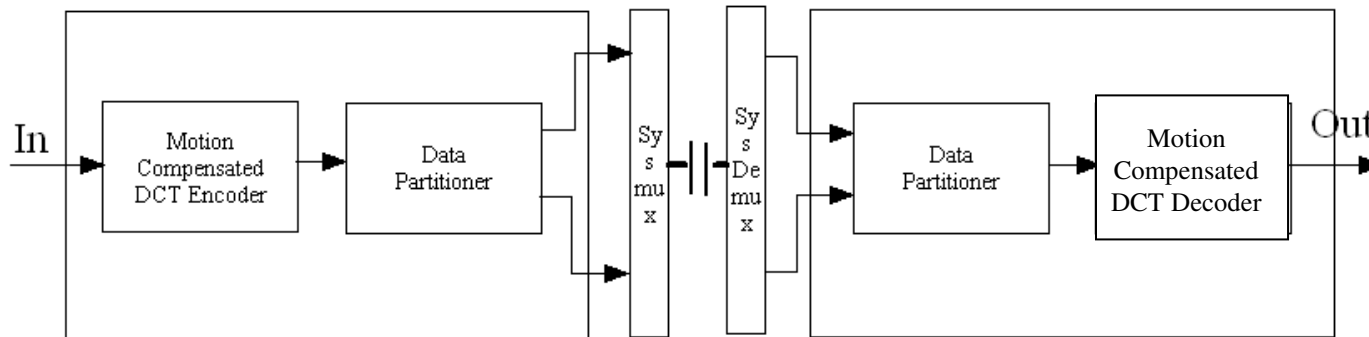 In
Motion
Compensated
DCT Encoder
Data
Partitioner
Sy
s
mu
x
Sy
s
De
mu
x
Data
Partitioner
Motion
Compensated
DCT Decoder
Out